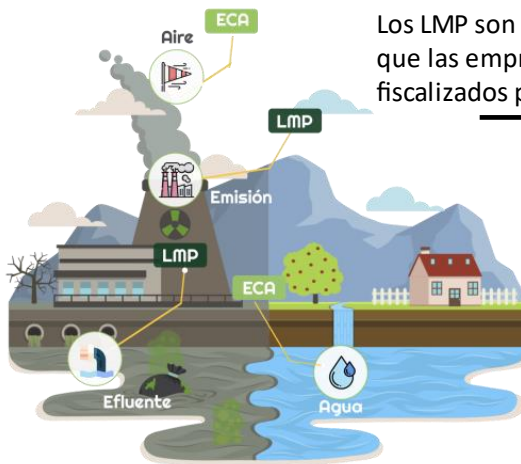 Los LMP son
que las empr
fiscalizados p
ECA
Aire
LMP
Emisión
LMP
ECA
Efluente
Agua